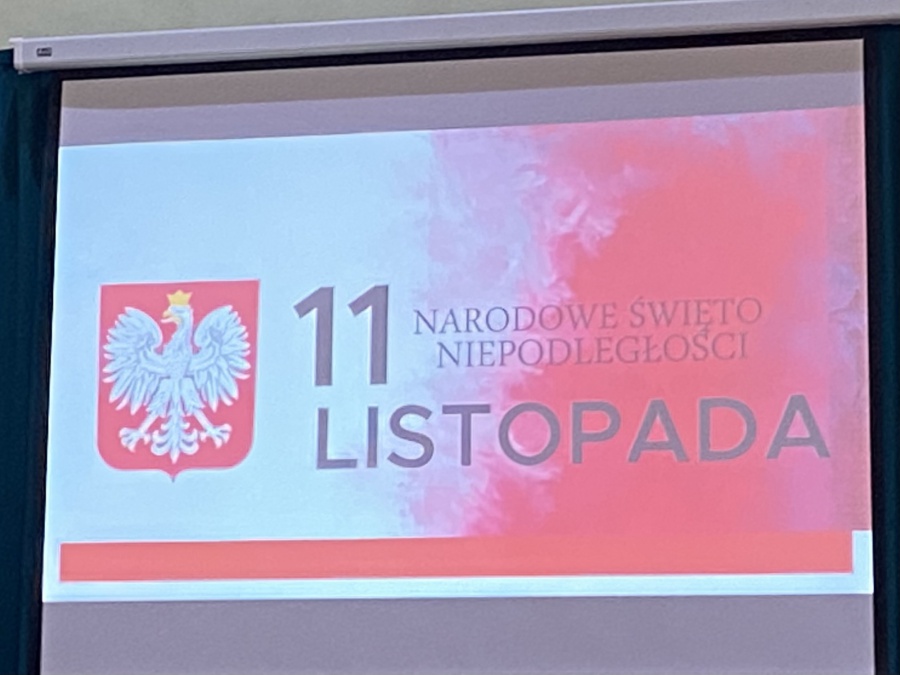 11
NARODOWE ŚWIĘTO
NIEPODLEGŁOŚCI
LISTOPADA